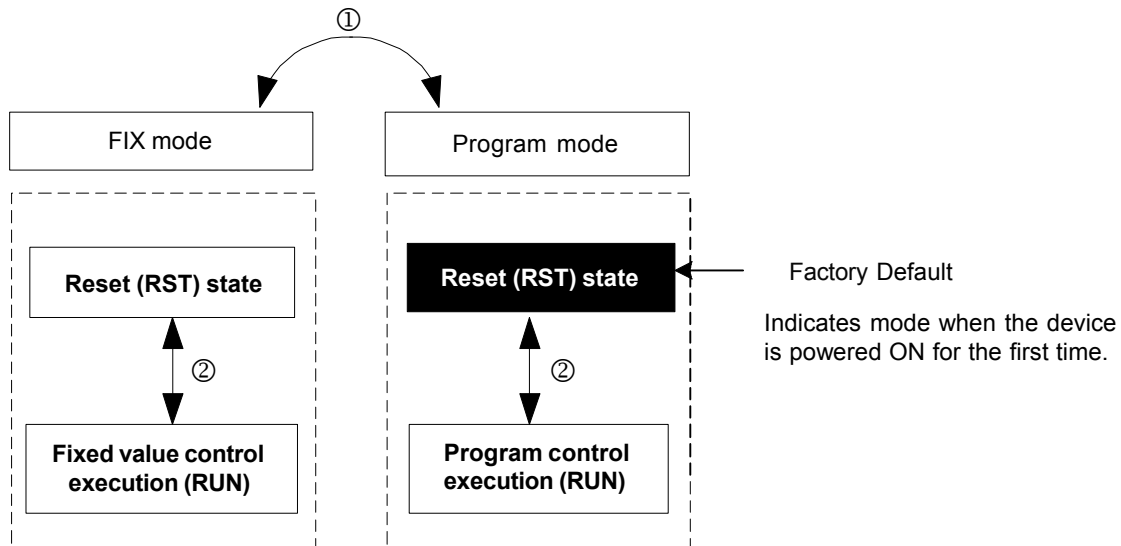 ①
FIX mode
Program mode
Reset (RST) state
Reset (RST) state
Factory Default
Indicates mode when the device
is powered ON for the first time.
②
②
Fixed value control
execution (RUN)
Program control
execution (RUN)